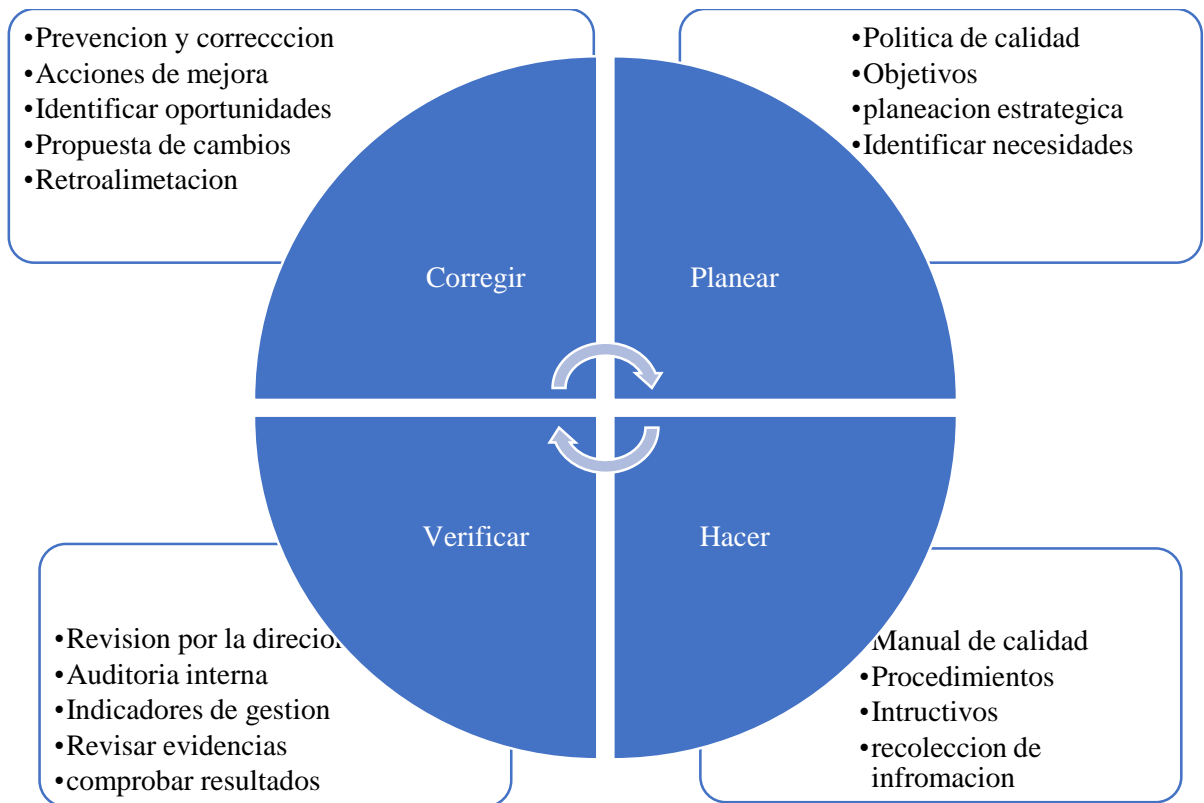 •Prevencion y correcccion
•Acciones de mejora
•Identificar oportunidades
•Propuesta de cambios
•Retroalimetacion
•Politica de calidad
•Objetivos
•planeacion estrategica
•Identificar necesidades
Corregir
Planear
Verificar
Hacer
•Revision por la direcion
•Auditoria interna
•Indicadores de gestion
•Revisar evidencias
•comprobar resultados
•Manual de calidad
•Procedimientos
•Intructivos
•recoleccion de
infromacion